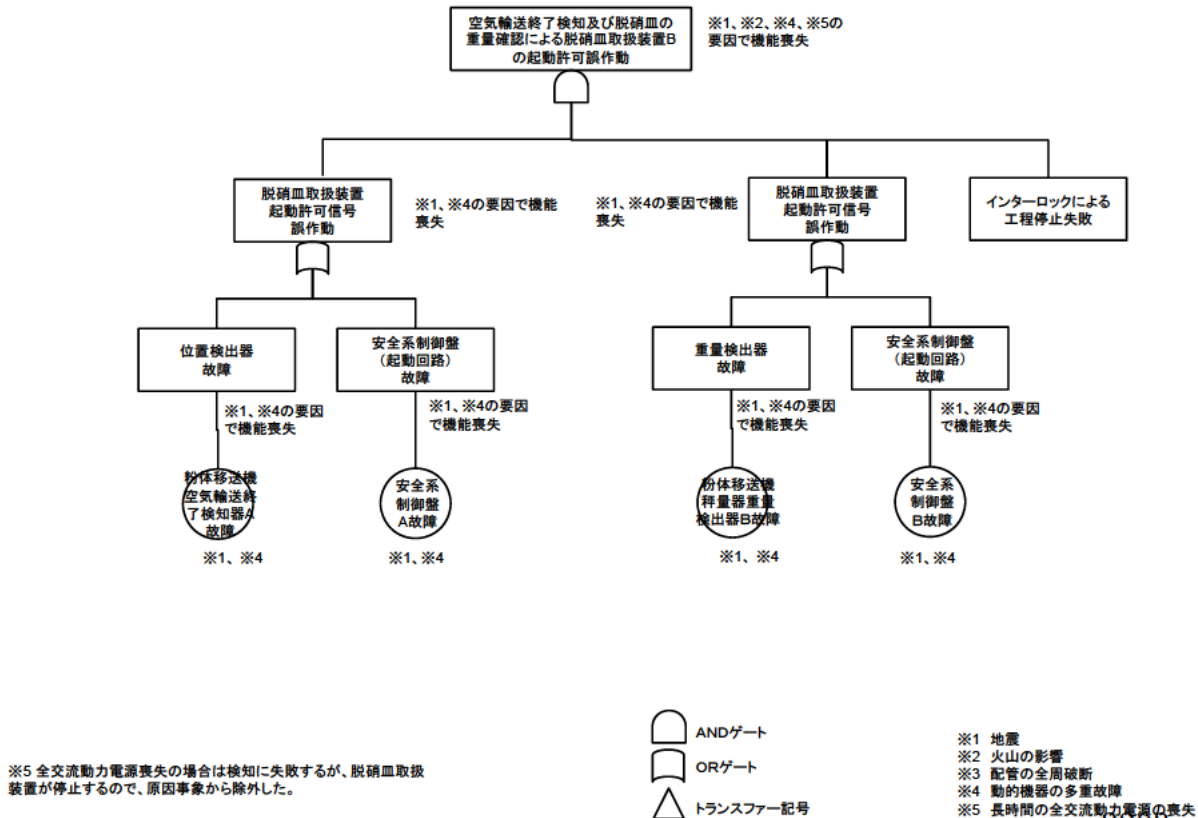 空気輸送終了検知及び脱硝皿の
重量確認による脱硝皿取扱装置B
の起動許可誤作動
※1、※2、※4、※5の
要因で機能喪失
脱硝皿取扱装置
起動許可信号
誤作動
※1、※4の要因で機能
喪失
※1、※4の要因で機能
喪失
脱硝皿取扱装置
起動許可信号
誤作動
インターロックによる
工程停止失敗
位置検出器
故障
安全系制御盤
（起動回路）
故障
重量検出器
故障
安全系制御盤
（起動回路）
故障
※1、※4の要因
で機能喪失
※1、※4の要因
で機能喪失
※1、※4の要因
で機能喪失
※1、※4の要因
で機能喪失
粉体移送機
空気輸送終
了検知器A
故障
安全系
制御盤
A故障
粉体移送機
秤量器重量
検出器B故障
安全系
制御盤
B故障
※1、※4
※1、※4
※1、※4
※1、※4
※5 全交流動力電源喪失の場合は検知に失敗するが、脱硝皿取扱
装置が停止するので、原因事象から除外した。
ANDゲート
ORゲート
トランスファー記号
※1 地震
※2 火山の影響
※3 配管の全周破断
※4 動的機器の多重故障
※5 長時間の全交流動力電源の喪失